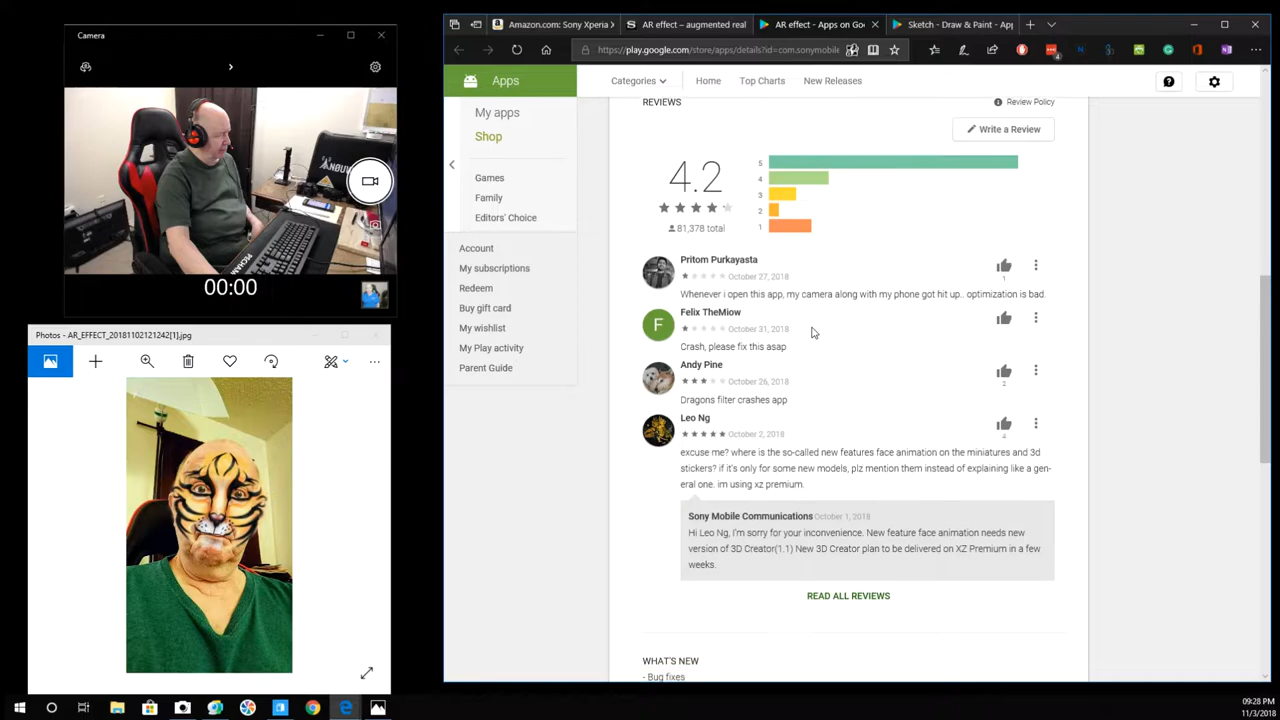 Camera
00:00
Photos - AR_EFFECT_20181102121242[1].jpg
Amazon.com: Sony Xperia
AR effect – augmented real
AR effect - Apps on Go
Sketch - Draw & Paint - App
https://play.google.com/store/apps/details?id=com.sonymobile
Apps
Categories
Home
Top Charts
New Releases
My apps
Shop
Games
Family
Editors' Choice
Account
My subscriptions
Redeem
Buy gift card
My wishlist
My Play activity
Parent Guide
REVIEWS
Review Policy
Write a Review
4.2
81,378 total
5
4
3
2
1
Pritom Purkayasta
October 27, 2018
1
Whenever i open this app, my camera along with my phone got hit up.. optimization is bad.
F
Felix TheMiow
October 31, 2018
Crash, please fix this asap
Andy Pine
October 26, 2018
2
Dragons filter crashes app
Leo Ng
October 2, 2018
4
excuse me? where is the so-called new features face animation on the miniatures and 3d
stickers? if it's only for some new models, plz mention them instead of explaining like a gen-
eral one. im using xz premium.
Sony Mobile Communications October 1, 2018
Hi Leo Ng, I'm sorry for your inconvenience. New feature face animation needs new
version of 3D Creator(1.1) New 3D Creator plan to be delivered on XZ Premium in a few
weeks.
READ ALL REVIEWS
WHAT'S NEW
- Bug fixes
09:28 PM
11/3/2018